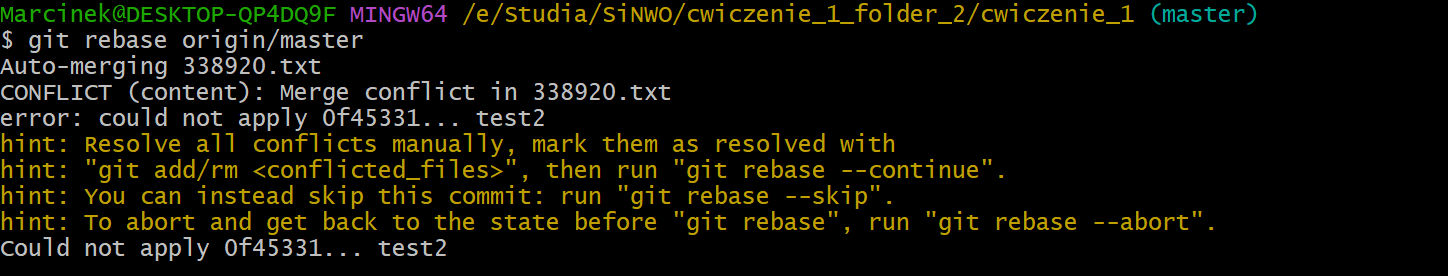 Marcinek@DESKTOP-QP4DQ9F MINGW64 /e/Studia/SiNWO/cwiczenie_1_folder_2/cwiczenie_1 (master)
$ git rebase origin/master
Auto-merging 338920.txt
CONFLICT (content): Merge conflict in 338920.txt
error: could not apply 0f45331... test2
hint: Resolve all conflicts manually, mark them as resolved with
hint: "git add/rm <conflicted_files>", then run "git rebase --continue".
hint: You can instead skip this commit: run "git rebase --skip".
hint: To abort and get back to the state before "git rebase", run "git rebase --abort".
Could not apply 0f45331... test2